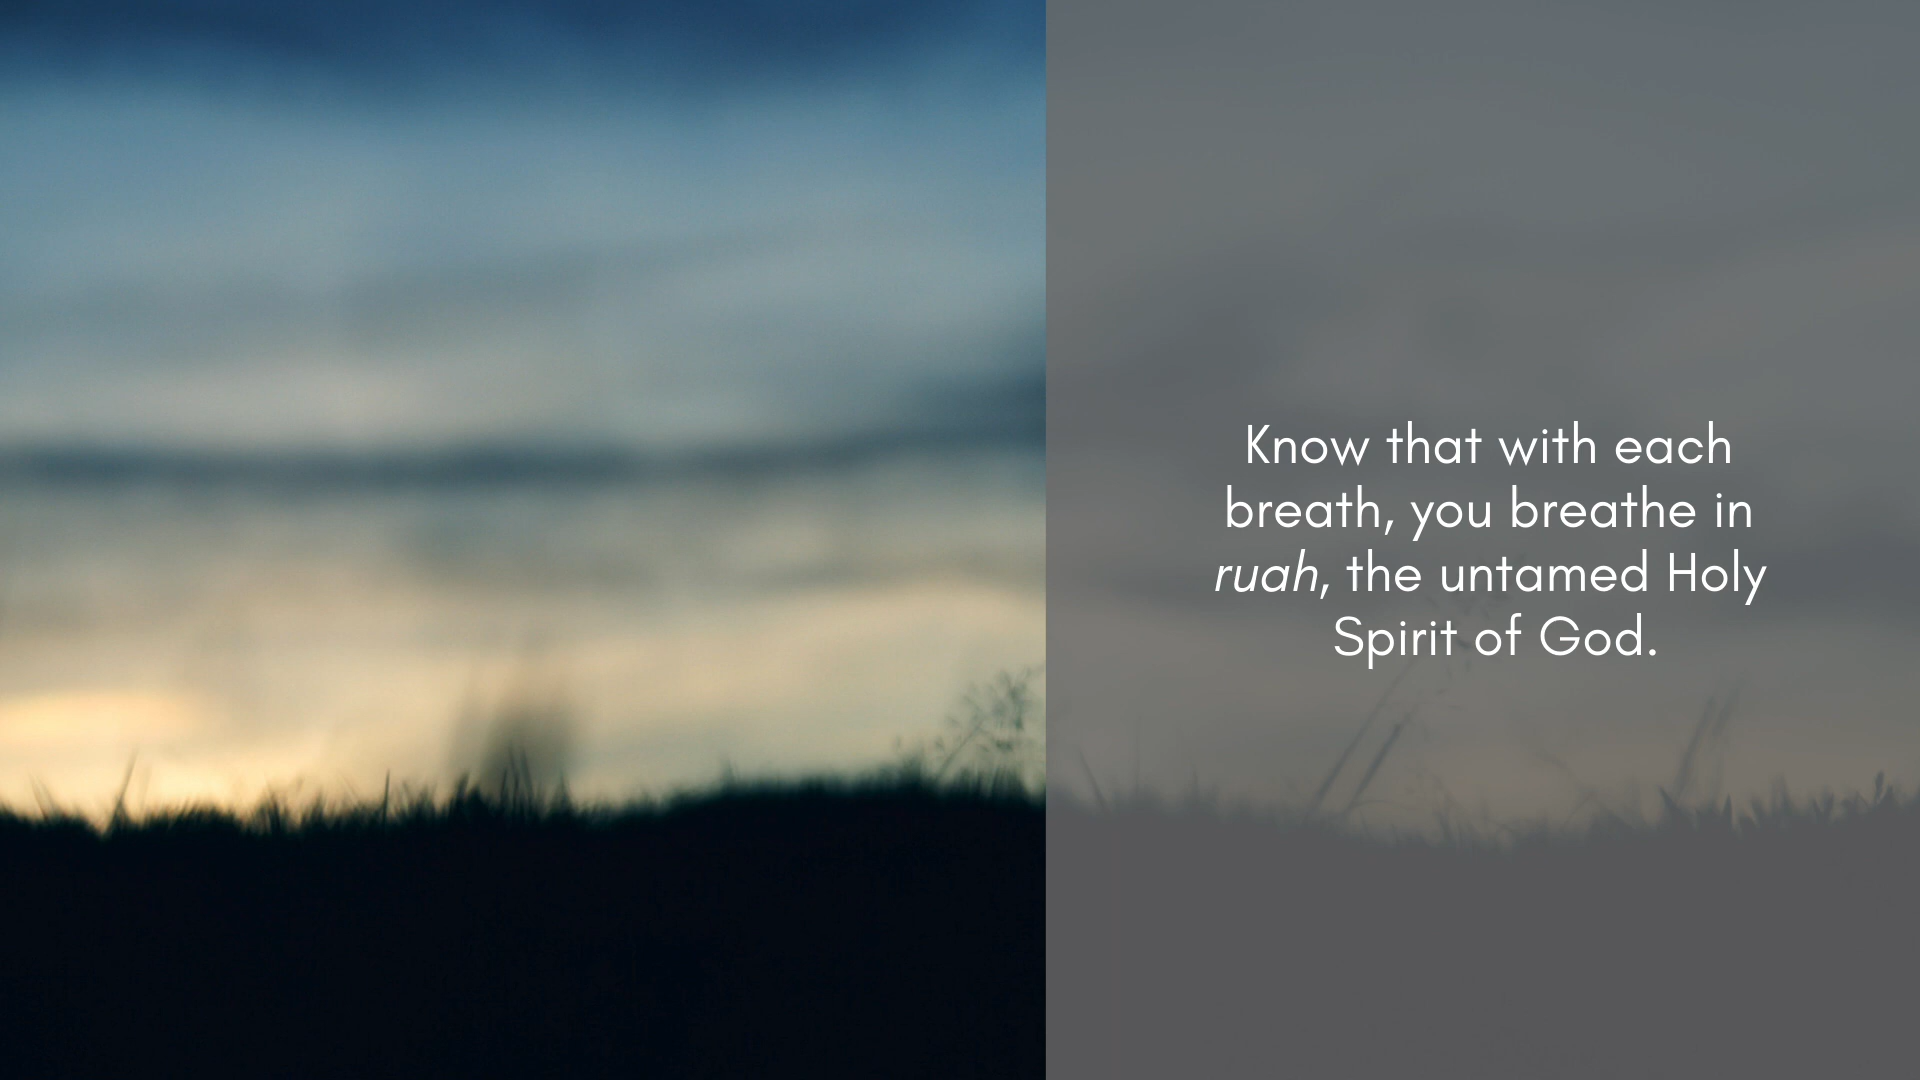 Know that with each
breath, you breathe in
ruah, the untamed Holy
Spirit of God.